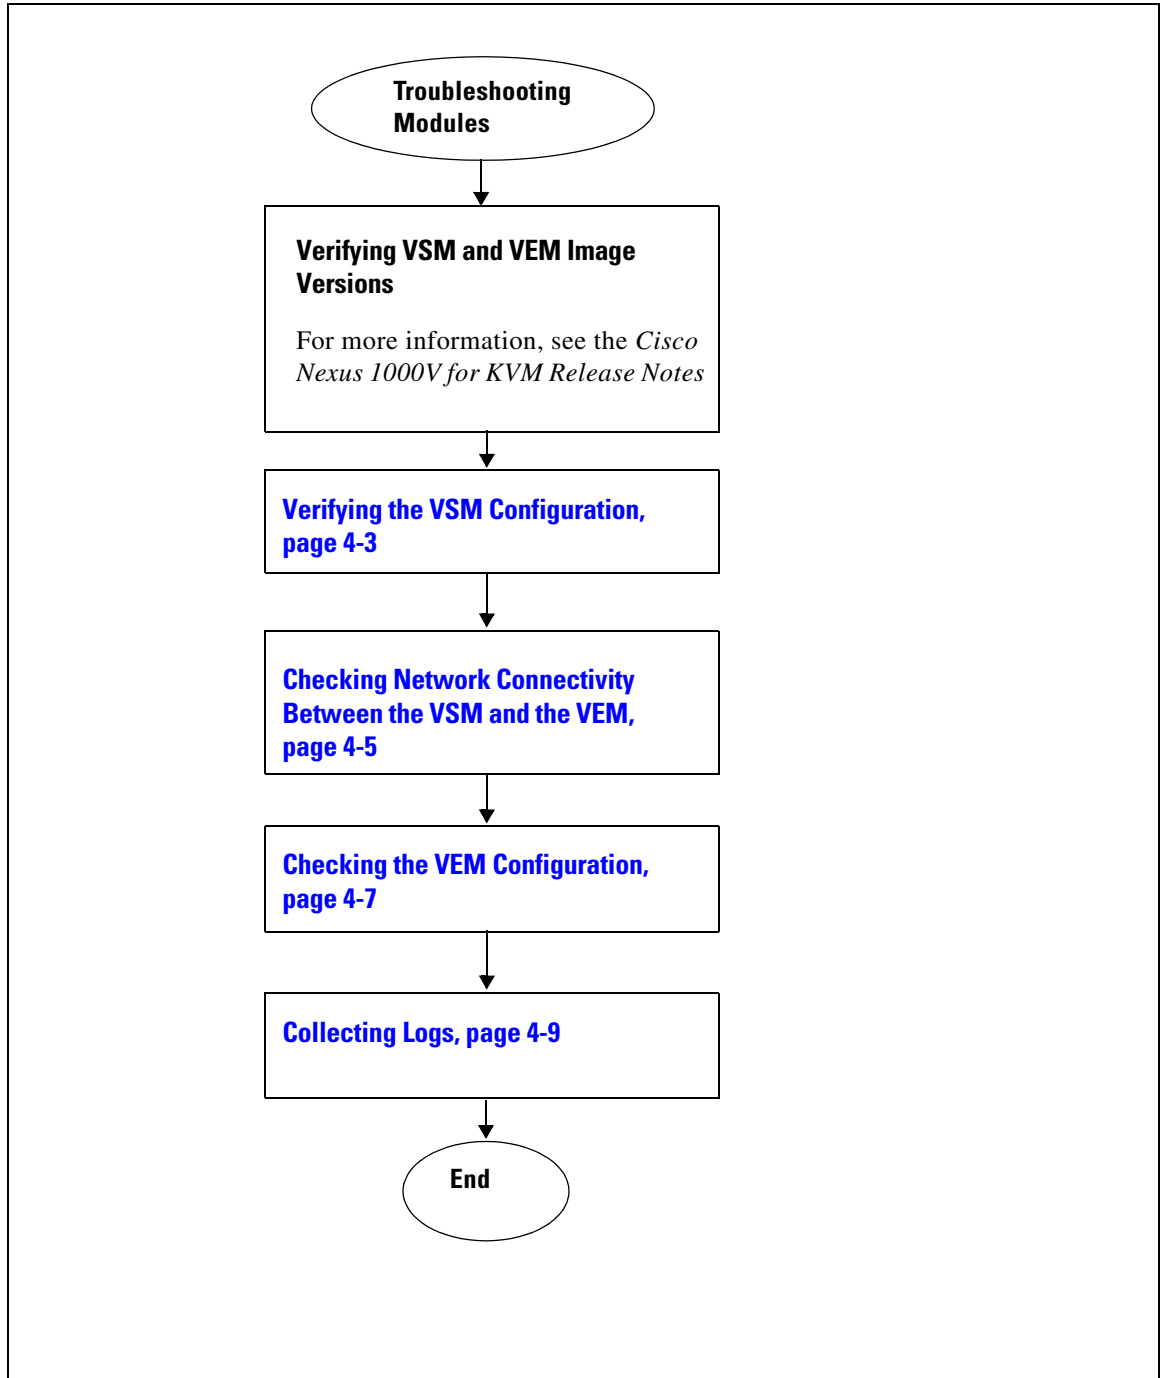 Troubleshooting
Modules
Verifying VSM and VEM Image
Versions
For more information, see the Cisco
Nexus 1000V for KVM Release Notes
Verifying the VSM Configuration,
page 4-3
Checking Network Connectivity
Between the VSM and the VEM,
page 4-5
Checking the VEM Configuration,
page 4-7
Collecting Logs, page 4-9
End